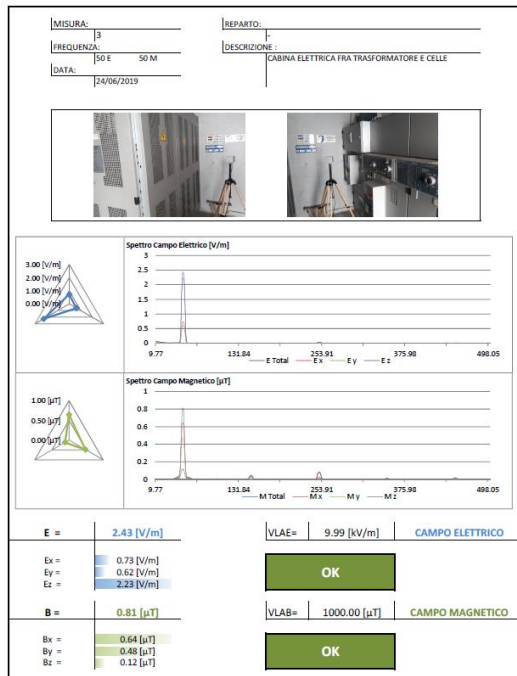 MISURA:
3
REPARTO:
-
FREQUENZA:
50 E 50 M
DESCRIZIONE :
CABINA ELETTRICA FRA TRASFORMATORE E CELLE
DATA:
24/06/2019
Spettro Campo Elettrico [V/m]
3.00 [V/m]
2.00 [V/m]
1.00 [V/m]
0.00 [V/m]
3
2.5
2
1.5
1
0.5
0
9.77 131.84 253.91 375.98 498.05
E Total E x E y E z
Spettro Campo Magnetico [µT]
1.00 [µT]
0.50 [µT]
0.00 [µT]
1
0.8
0.6
0.4
0.2
0
9.77 131.84 253.91 375.98 498.05
M Total M x M y M z
E = 2.43 [V/m] VLAE= 9.99 [kV/m] CAMPO ELETTRICO
Ex = 0.73 [V/m]
Ey = 0.62 [V/m]
Ez = 2.23 [V/m]
OK
B = 0.81 [µT] VLAB= 1000.00 [µT] CAMPO MAGNETICO
Bx = 0.64 [µT]
By = 0.48 [µT]
Bz = 0.12 [µT]
OK